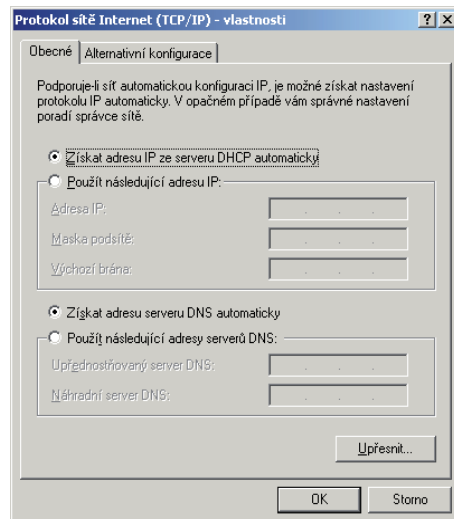 Protokol sítě Internet (TCP/IP) - vlastnosti
Obecné
Alternativní konfigurace
Podporuje-li síť automatickou konfiguraci IP, je možné získat nastavení
protokolu IP automaticky. V opačném případě vám správné nastavení
poradí správce sítě.
Získat adresu IP ze serveru DHCP automaticky
Použít následující adresu IP:
Adresa IP:
Maska podsítě:
Výchozí brána:
Získat adresu serveru DNS automaticky
Použít následující adresy serverů DNS:
Upřednostňovaný server DNS:
Náhradní server DNS:
Upřesnit...
OK
Storno